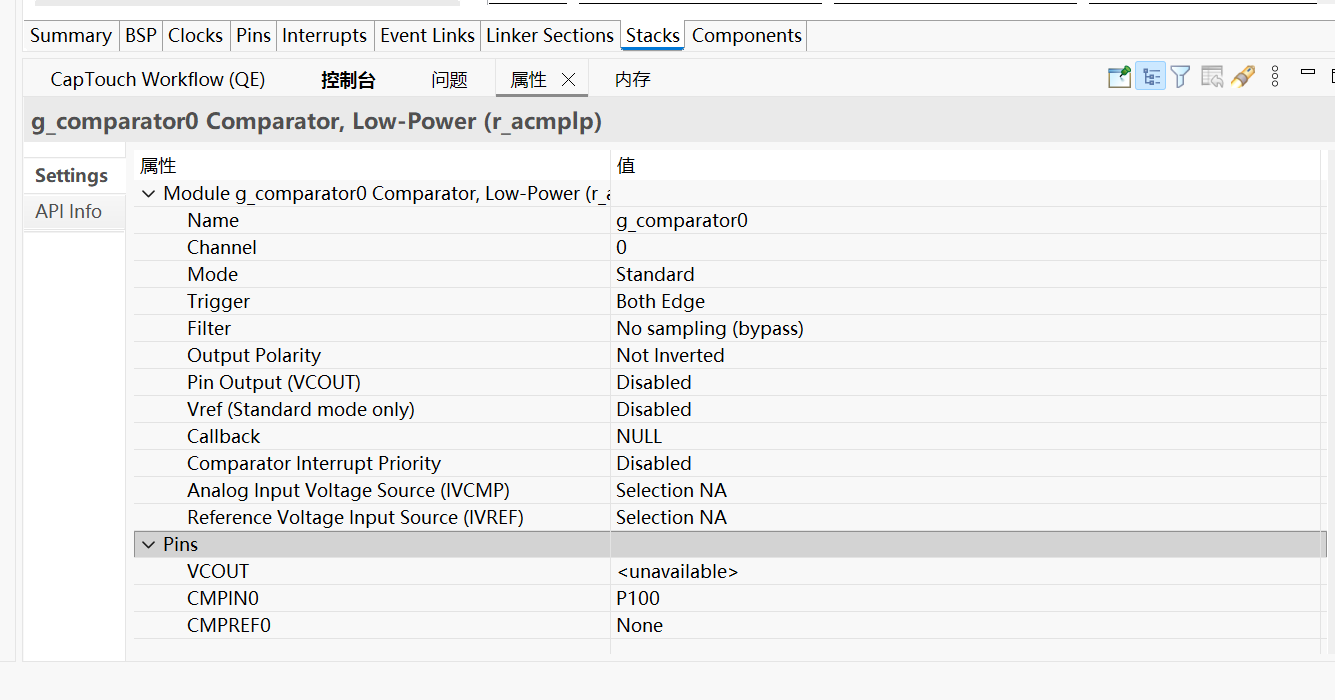 Summary BSP Clocks Pins Interrupts Event Links Linker Sections Stacks Components
CapTouch Workflow (QE) 控制台 问题 属性 内存
g_comparator0 Comparator, Low-Power (r_acmplp)
Settings
API Info
属性 值
Module g_comparator0 Comparator, Low-Power (r_a
Name g_comparator0
Channel 0
Mode Standard
Trigger Both Edge
Filter No sampling (bypass)
Output Polarity Not Inverted
Pin Output (VCOUT) Disabled
Vref (Standard mode only) Disabled
Callback NULL
Comparator Interrupt Priority Disabled
Analog Input Voltage Source (IVCMP) Selection NA
Reference Voltage Input Source (IVREF) Selection NA
Pins
VCOUT <unavailable>
CMPIN0 P100
CMPREF0 None